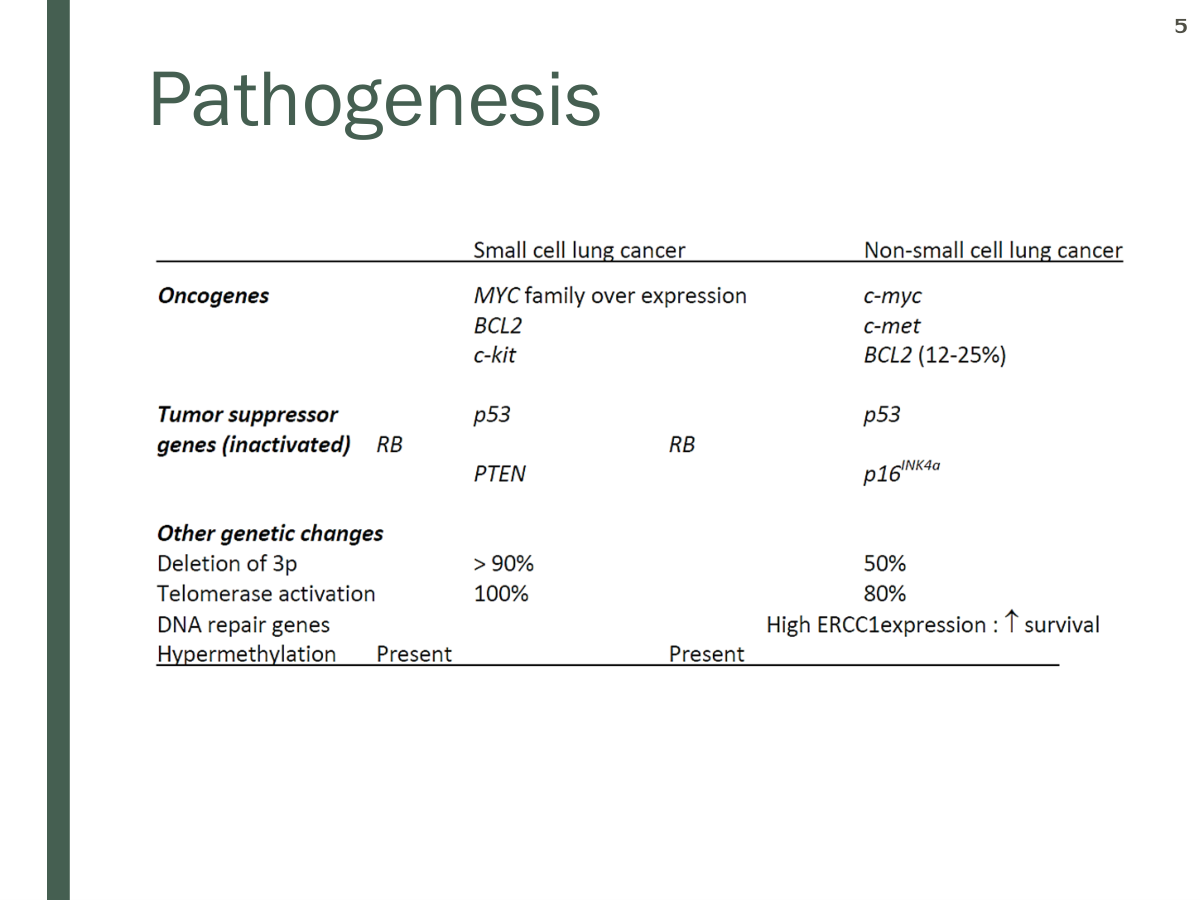 5
Pathogenesis
Small cell lung cancer Non-small cell lung cancer
Oncogenes MYC family over expression c-myc
BCL2 c-met
c-kit BCL2 (12-25%)
Tumor suppressor p53 p53
genes (inactivated) RB RB
PTEN p16INK4a
Other genetic changes
Deletion of 3p > 90% 50%
Telomerase activation 100% 80%
DNA repair genes High ERCC1expression : ↑ survival
Hypermethylation Present Present